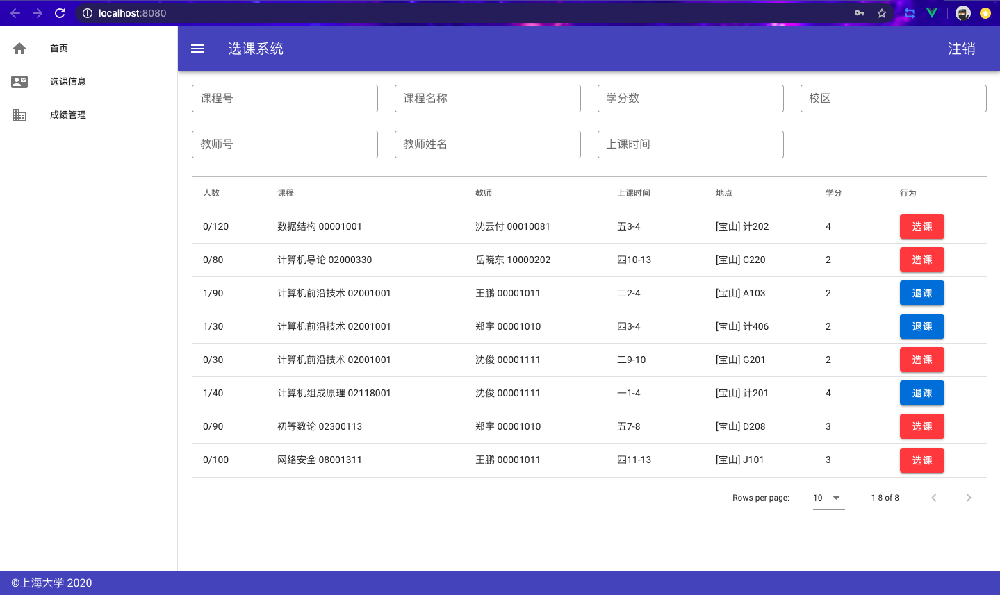 localhost:8080
首页
选课信息
成绩管理
选课系统
注销
课程号 课程名称 学分数 校区
教师号 教师姓名 上课时间
人数 课程 教师 上课时间 地点 学分 行为
0/120 数据结构 00001001 沈云付 00010081 五3-4 [宝山] 计202 4 选课
0/80 计算机导论 02000330 岳晓东 10000202 四10-13 [宝山] C220 2 选课
1/90 计算机前沿技术 02001001 王鹏 00001011 二2-4 [宝山] A103 2 退课
1/30 计算机前沿技术 02001001 郑宇 00001010 四3-4 [宝山] 计406 2 退课
0/30 计算机前沿技术 02001001 沈俊 00001111 二9-10 [宝山] G201 2 选课
1/40 计算机组成原理 02118001 沈俊 00001111 一1-4 [宝山] 计201 4 退课
0/90 初等数论 02300113 郑宇 00001010 五7-8 [宝山] D208 3 选课
0/100 网络安全 08001311 王鹏 00001011 四11-13 [宝山] J101 3 选课
Rows per page: 10 1-8 of 8
©上海大学 2020